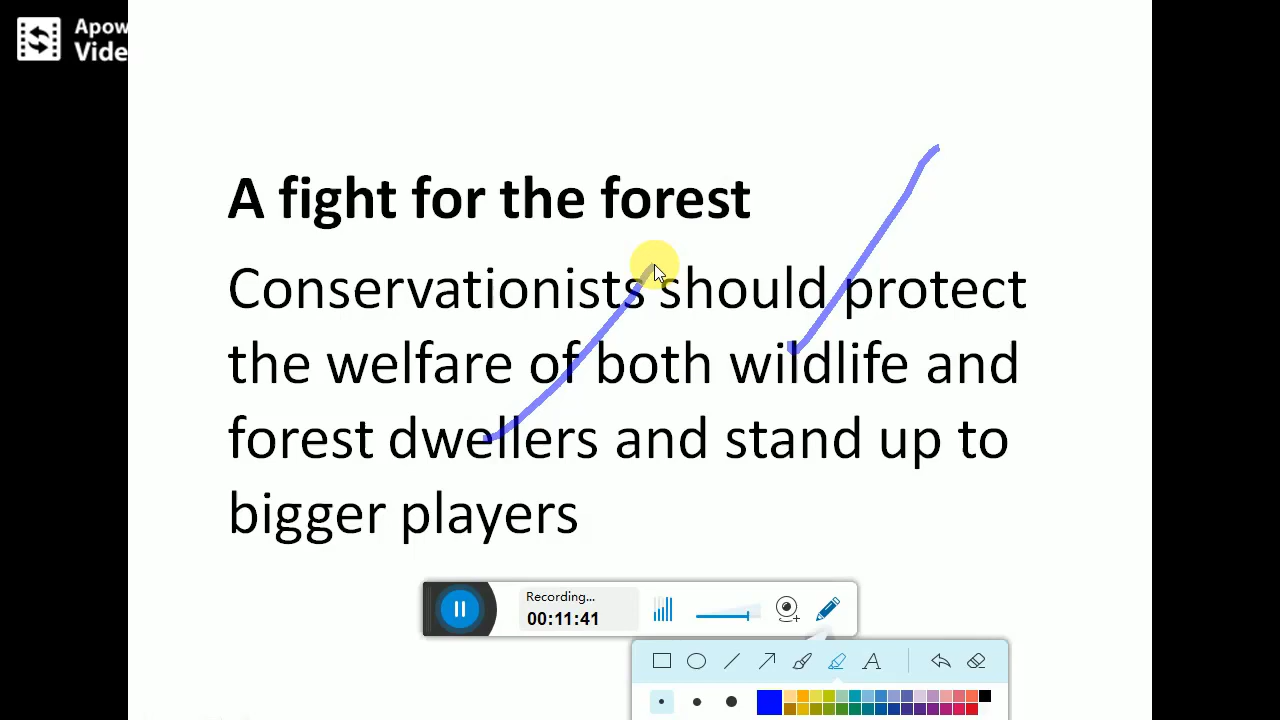 Apow
Vide
A fight for the forest
Conservationists should protect
the welfare of both wildlife and
forest dwellers and stand up to
bigger players
Recording...
00:11:41
A